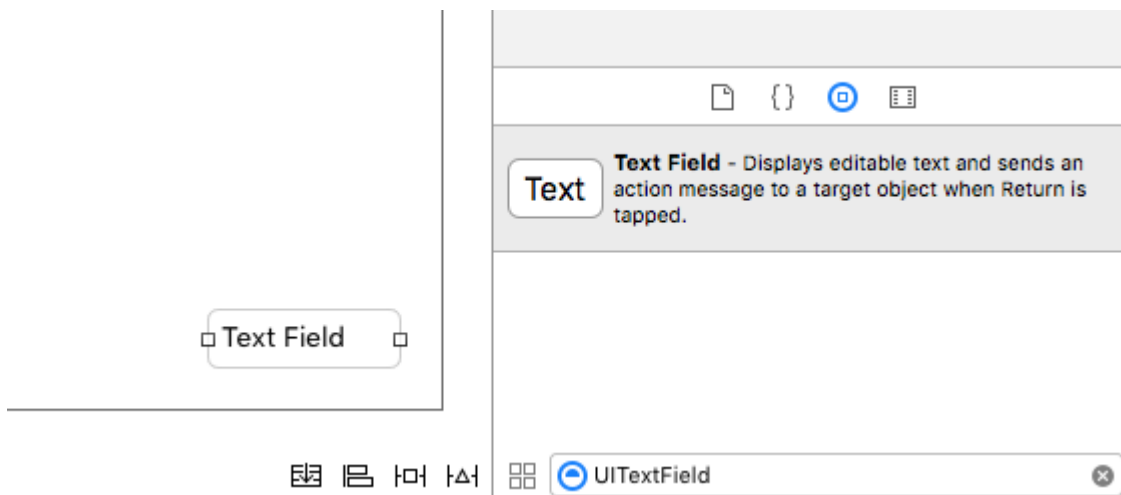 Text
Text Field - Displays editable text and sends an
action message to a target object when Return is
tapped.
Text Field
UITextField